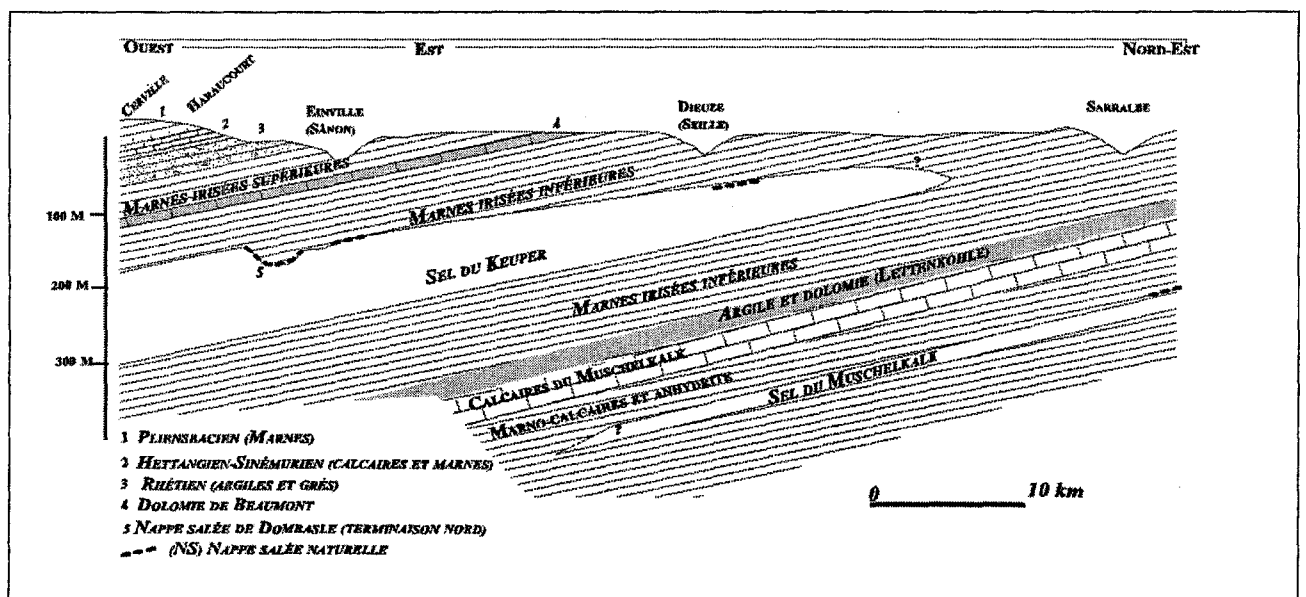 OUEST EST NORD-EST
CERVILLE
1
HARAUCOURT
2
3
EINVILLE
(SÂNON)
4
DIEUZE
(SEILLE)
SARRALBE
?
MARNES IRISÉES SUPÉRIEURES
MARNES IRISÉES INFÉRIEURES
100 M
5
SEL DU KEUPER
200 M
MARNES IRISÉES INFÉRIEURES
ARGILE ET DOLOMIE (LETTENKOHLE)
300 M
CALCAIRES DU MUSCHELKALK
MARNO-CALCAIRES ET ANHYDRITE
SEL DU MUSCHELKALK
?
1 PLIENSBACIEN (MARNES)
2 HETTANGIEN-SINÉMURIEN (CALCAIRES ET MARNES)
3 RHÉTIEN (ARGILES ET GRÉS)
4 DOLOMIE DE BEAUMONT
5 NAPPE SALÉE DE DOMBASLE (TERMINAISON NORD)
(NS) NAPPE SALÉE NATURELLE
0 10 km